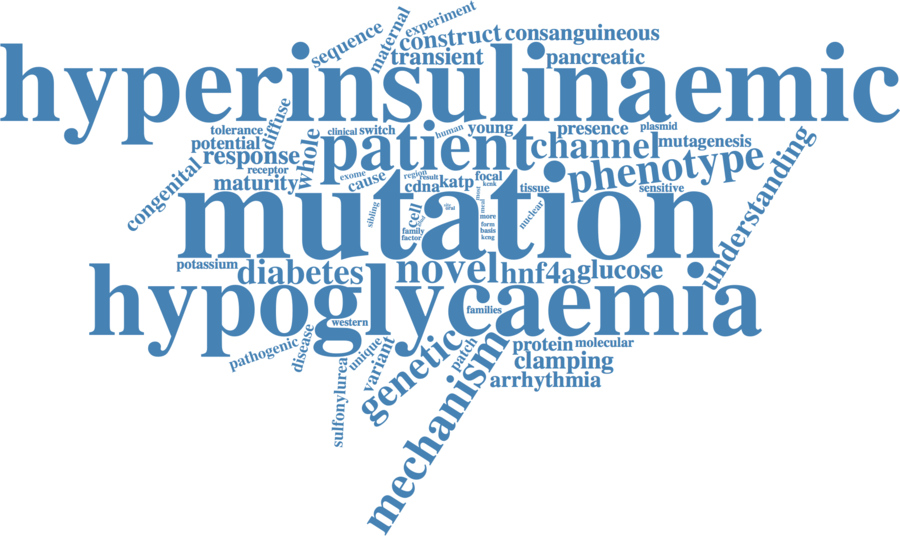 experiment
maternal
sequence
construct
consanguineous
transient
pancreatic
hyperinsulinaemic
diffuse
tolerance
clinical
switch
human
young
presence
plasmid
potential
whole
patient
channel
mutagenesis
response
receptor
phenotype
understanding
congenital
maturity
exome
cause
region
result
cdna
katp
focal
kcnk
tissue
sensitive
mutation
sibling
cell
family
factor
meal
more
form
basis
kcng
nuclear
potassium
diabetes
novel
hnf4a
glucose
hypoglycaemia
families
western
pathogenic
disease
unique
variant
sulfonylurea
genetic
patch
mechanism
protein
molecular
clamping
arrhythmia